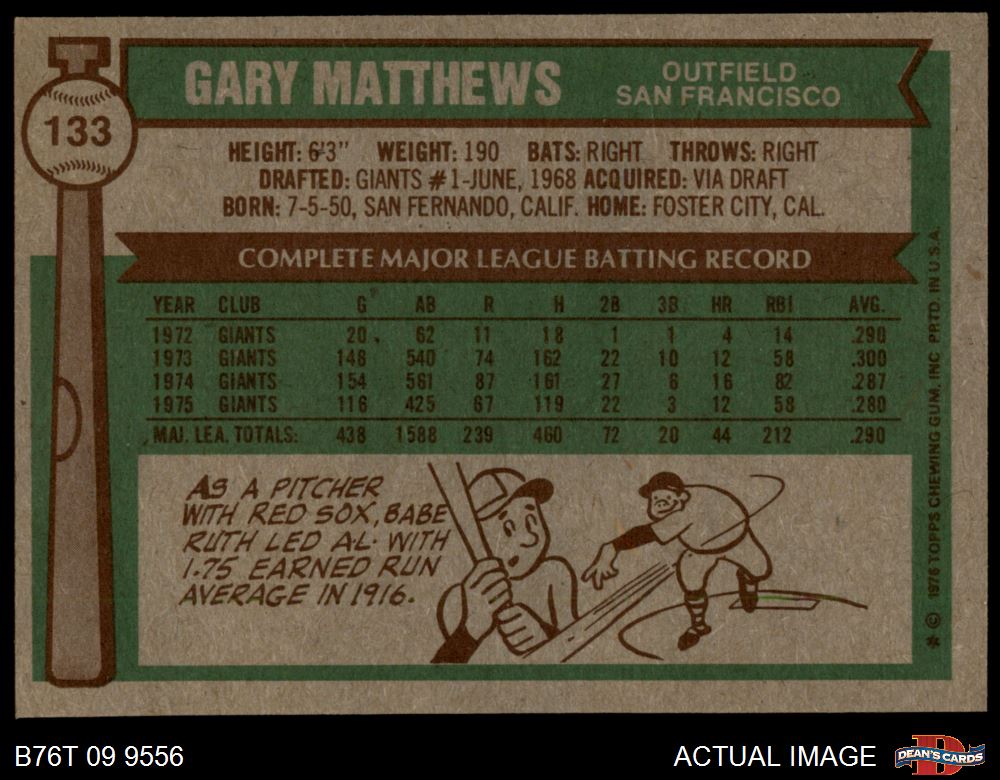 133
GARY MATTHEWS
OUTFIELD
SAN FRANCISCO
HEIGHT: 6'3" WEIGHT: 190 BATS: RIGHT THROWS: RIGHT
DRAFTED: GIANTS #1-JUNE, 1968 ACQUIRED: VIA DRAFT
BORN: 7-5-50, SAN FERNANDO, CALIF. HOME: FOSTER CITY, CAL.
COMPLETE MAJOR LEAGUE BATTING RECORD
YEAR CLUB G AB R H 2B 3B HR RBI AVG.
1972 GIANTS 20 62 11 18 1 1 4 14 .290
1973 GIANTS 148 540 74 162 22 10 12 58 .300
1974 GIANTS 154 561 87 161 27 6 16 82 .287
1975 GIANTS 116 425 67 119 22 3 12 58 .280
MAJ. LEA. TOTALS: 438 1588 239 460 72 20 44 212 .290
AS A PITCHER
WITH RED SOX, BABE
RUTH LED A.L. WITH
1.75 EARNED RUN
AVERAGE IN 1916.
* © 1976 TOPPS CHEWING GUM, INC. PRTD. IN U.S.A.
B76T 09 9556
ACTUAL IMAGE
D
DEAN'S CARDS